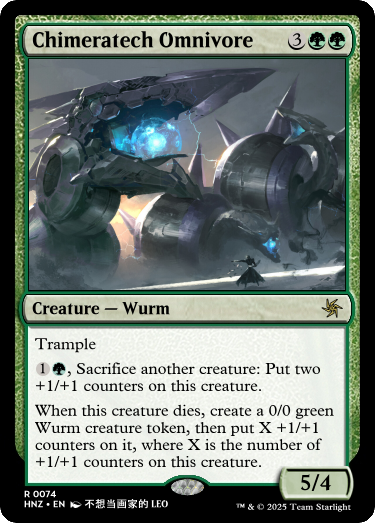 Chimeratech Omnivore 3
Creature — Wurm
Trample
1, Sacrifice another creature: Put two
+1/+1 counters on this creature.
When this creature dies, create a 0/0 green
Wurm creature token, then put X +1/+1
counters on it, where X is the number of
+1/+1 counters on this creature.
5/4
R 0074
HNZ • EN 不想当画家的 LEO
™ & © 2025 Team Starlight